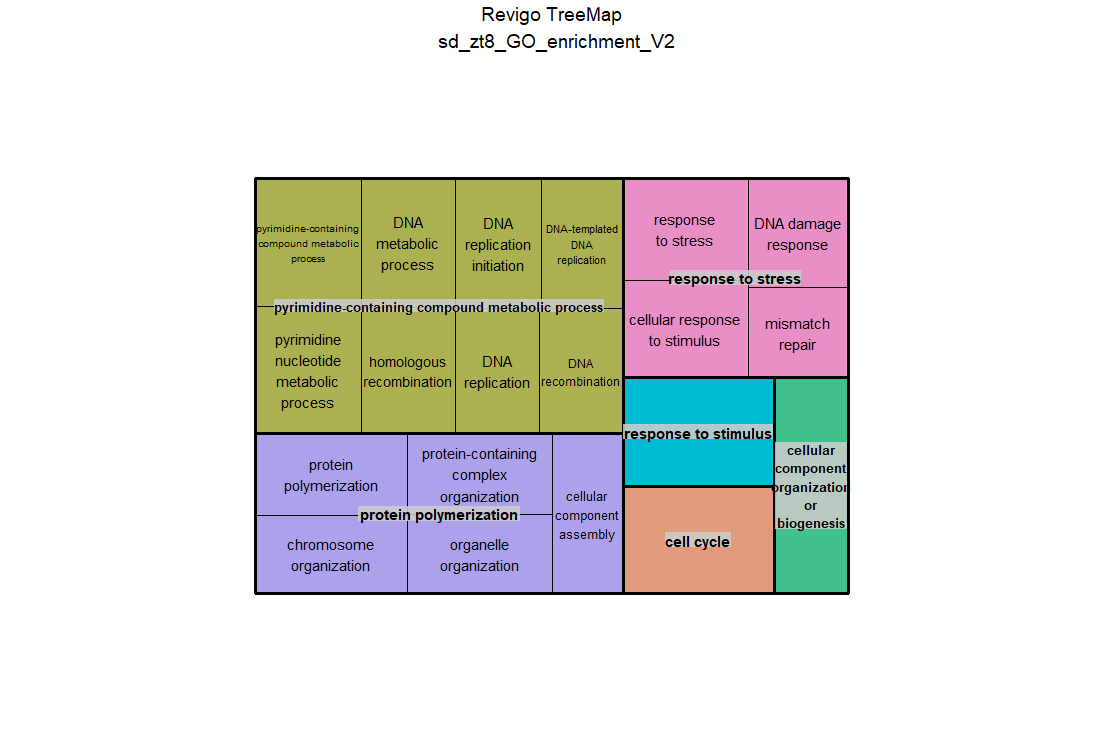 Revigo TreeMap
sd_zt8_GO_enrichment_V2
pyrimidine-containing
compound metabolic
process
DNA
metabolic
process
DNA
replication
initiation
DNA-templated
DNA
replication
pyrimidine-containing compound metabolic process
pyrimidine
nucleotide
metabolic
process
homologous
recombination
DNA
replication
DNA
recombination
response
to stress
DNA damage
response
response to stress
cellular response
to stimulus
mismatch
repair
protein
polymerization
protein-containing
complex
organization
cellular
component
assembly
protein polymerization
chromosome
organization
organelle
organization
response to stimulus
cell cycle
cellular
component
organization
or
biogenesis